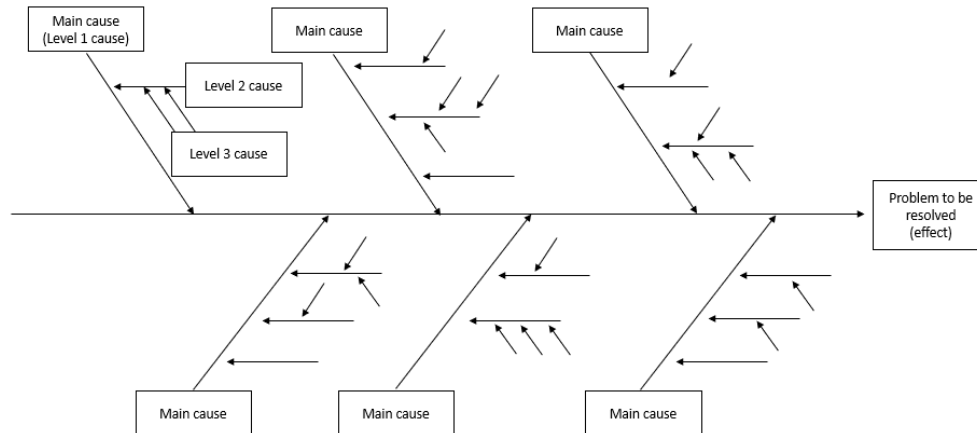 Main cause
(Level 1 cause)
Main cause
Main cause
Level 2 cause
Level 3 cause
Problem to be
resolved
(effect)
Main cause
Main cause
Main cause